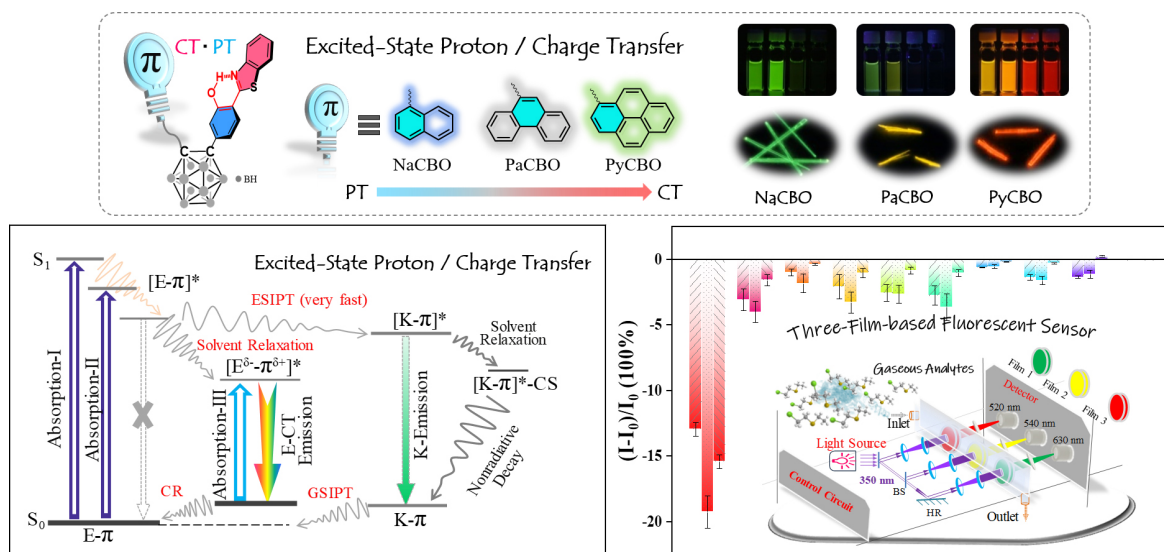 CT · PT
Excited-State Proton / Charge Transfer
π
H
N
O
S
C C
BH
π
NaCBO
PaCBO
PyCBO
PT
CT
NaCBO
PaCBO
PyCBO
S1
Excited-State Proton / Charge Transfer
[E-π]*
ESIPT (very fast)
[K-π]*
Solvent
Relaxation
Solvent Relaxation
[Eδ--πδ+]*
[K-π]*-CS
Absorption-I
Absorption-II
Absorption-III
E-CT
Emission
K-Emission
Nonradiative
Decay
CR
GSIPT
S0
E-π
K-π
(I-I0)/I0 (100%)
0
-5
-10
-15
-20
Three-Film-based Fluorescent Sensor
Gaseous Analytes
Film 1
Film 2
Film 3
Detector
Inlet
520 nm
540 nm
630 nm
Light Source
350 nm
BS
HR
Control Circuit
Outlet